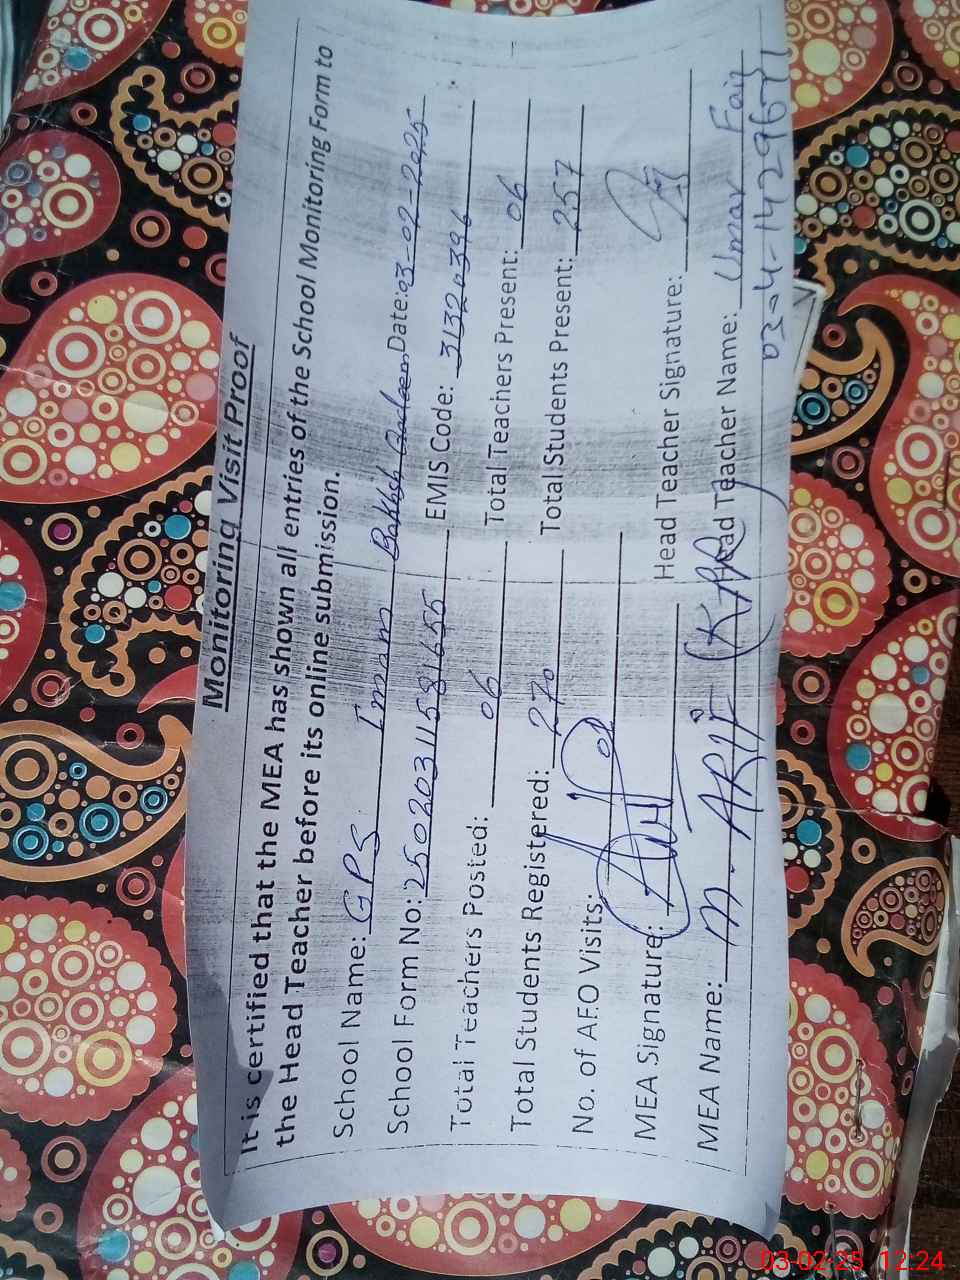 Monitoring Visit Proof
It is certified that the MEA has shown all entries of the School Monitoring Form to
the Head Teacher before its online submission.
School Name: GPS Imam Bakhsh Date: 03-02-2025
School Form No: 25020311581655 EMIS Code: 31320396
Total Teachers Posted: 06 Total Teachers Present: 06
Total Students Registered: 270 Total Students Present: 257
No. of AFO Visits: 01
MEA Signature: Head Teacher Signature:
MEA Name: M. ARIF (KPR) Head Teacher Name: Umar Faiz
03-02-25 12:24